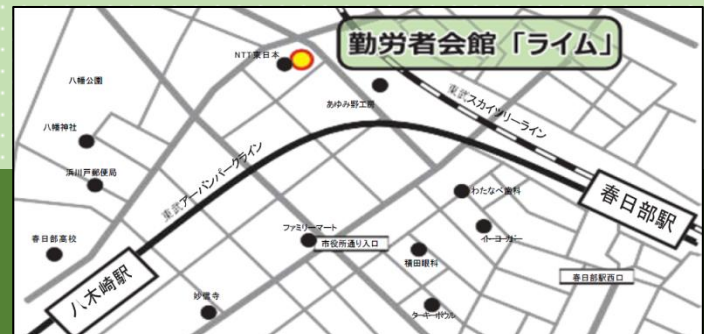 勤労者会館「ライム」
NTT東日本
八幡公園
あゆみ野工房
東武スカイツリーライン
八幡神社
浜川戸郵便局
東武アーバンパークライン
わたなべ歯科
春日部駅
ファミリーマート
市役所通り入口
イトーヨーカドー
春日部高校
横田眼科
春日部駅西口
八木崎駅
妙信寺
ターキーボウル